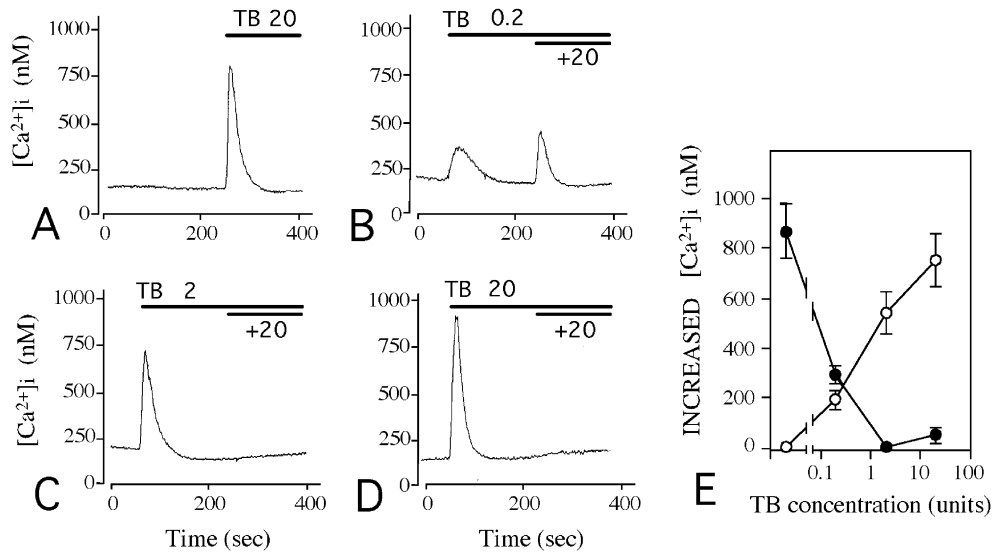 TB 20
1000
750
500
250
0
[Ca2+]i (nM)
0 200 400
A
TB 0.2
+20
1000
750
500
250
0
0 200 400
B
TB 2
+20
1000
750
500
250
0
[Ca2+]i (nM)
0 200 400
Time (sec)
C
TB 20
+20
1000
750
500
250
0
0 200 400
Time (sec)
D
INCREASED [Ca2+]i (nM)
1000
800
600
400
200
0
0.1 1 10 100
TB concentration (units)
E